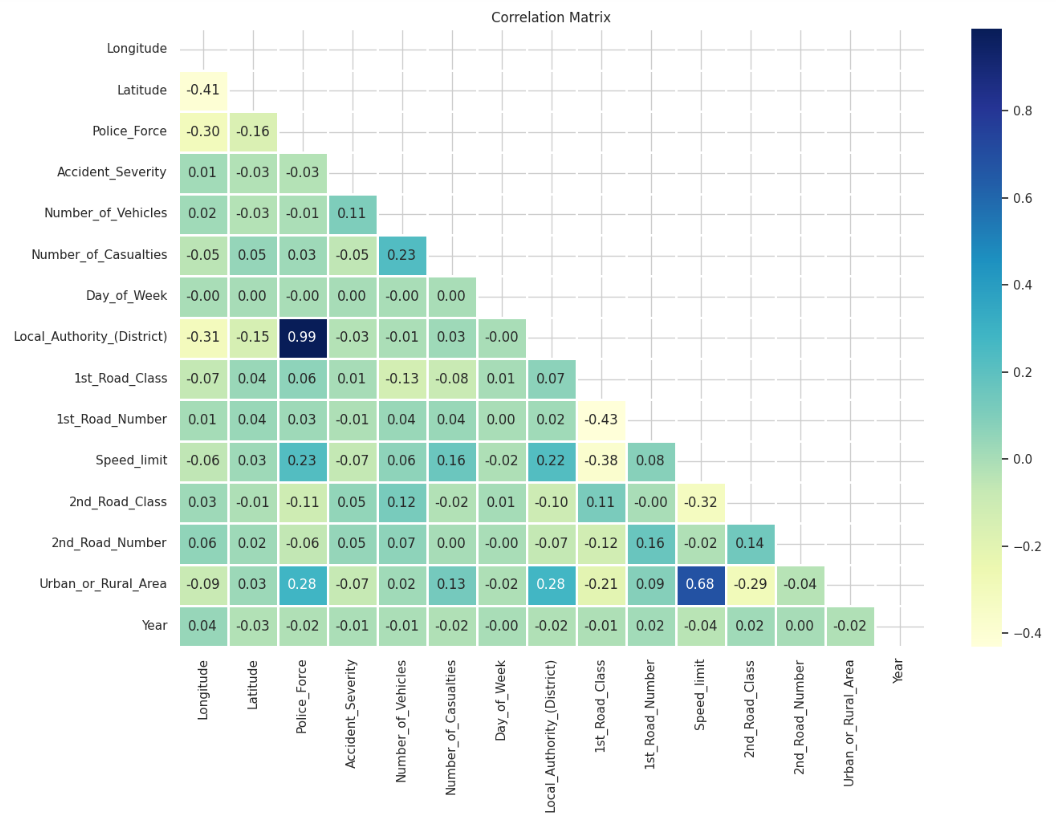 Correlation Matrix
Longitude
Latitude -0.41
Police_Force -0.30 -0.16
Accident_Severity 0.01 -0.03 -0.03
Number_of_Vehicles 0.02 -0.03 -0.01 0.11
Number_of_Casualties -0.05 0.05 0.03 -0.05 0.23
Day_of_Week -0.00 0.00 -0.00 0.00 -0.00 0.00
Local_Authority_(District) -0.31 -0.15 0.99 -0.03 -0.01 0.03 -0.00
1st_Road_Class -0.07 0.04 0.06 0.01 -0.13 -0.08 0.01 0.07
1st_Road_Number 0.01 0.04 0.03 -0.01 0.04 0.04 0.00 0.02 -0.43
Speed_limit -0.06 0.03 0.23 -0.07 0.06 0.16 -0.02 0.22 -0.38 0.08
2nd_Road_Class 0.03 -0.01 -0.11 0.05 0.12 -0.02 0.01 -0.10 0.11 -0.00 -0.32
2nd_Road_Number 0.06 0.02 -0.06 0.05 0.07 0.00 -0.00 -0.07 -0.12 0.16 -0.02 0.14
Urban_or_Rural_Area -0.09 0.03 0.28 -0.07 0.02 0.13 -0.02 0.28 -0.21 0.09 0.68 -0.29 -0.04
Year 0.04 -0.03 -0.02 -0.01 -0.01 -0.02 -0.00 -0.02 -0.01 0.02 -0.04 0.02 0.00 -0.02
Longitude
Latitude
Police_Force
Accident_Severity
Number_of_Vehicles
Number_of_Casualties
Day_of_Week
Local_Authority_(District)
1st_Road_Class
1st_Road_Number
Speed_limit
2nd_Road_Class
2nd_Road_Number
Urban_or_Rural_Area
Year
0.8
0.6
0.4
0.2
0.0
−0.2
−0.4